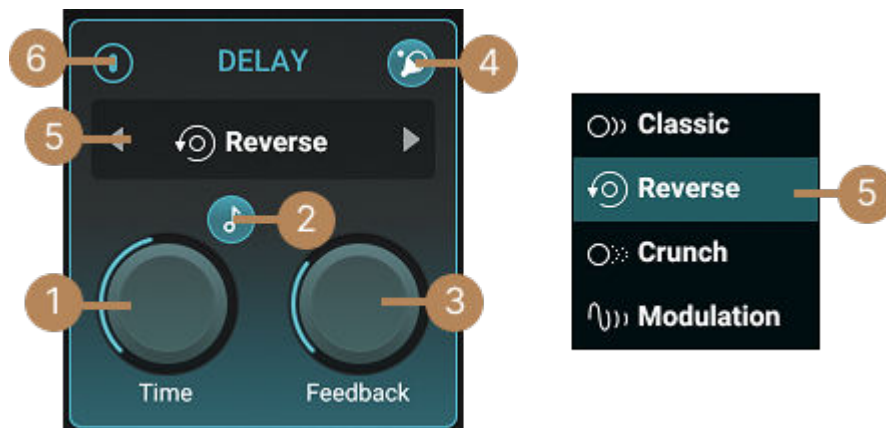 6
DELAY
4
5
Reverse
2
1
3
Time
Feedback
Classic
Reverse
5
Crunch
Modulation